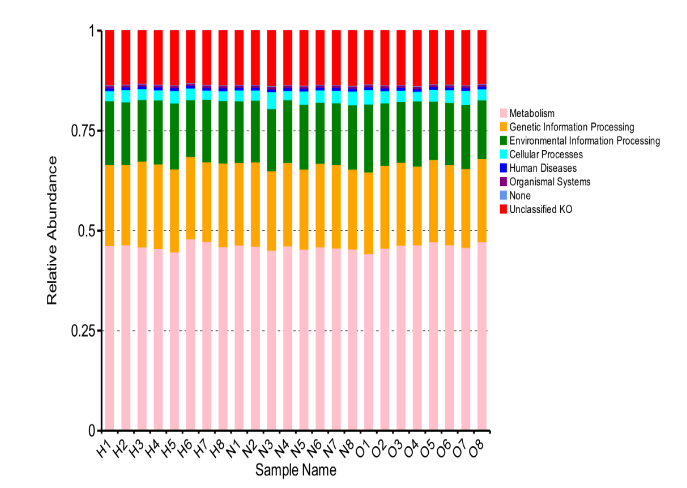 1
0.75
0.5
0.25
0
Relative Abundance
H1 H2 H3 H4 H5 H6 H7 H8 N1 N2 N3 N4 N5 N6 N7 N8 O1 O2 O3 O4 O5 O6 O7 O8
Sample Name
Metabolism
Genetic Information Processing
Environmental Information Processing
Cellular Processes
Human Diseases
Organismal Systems
None
Unclassified KO